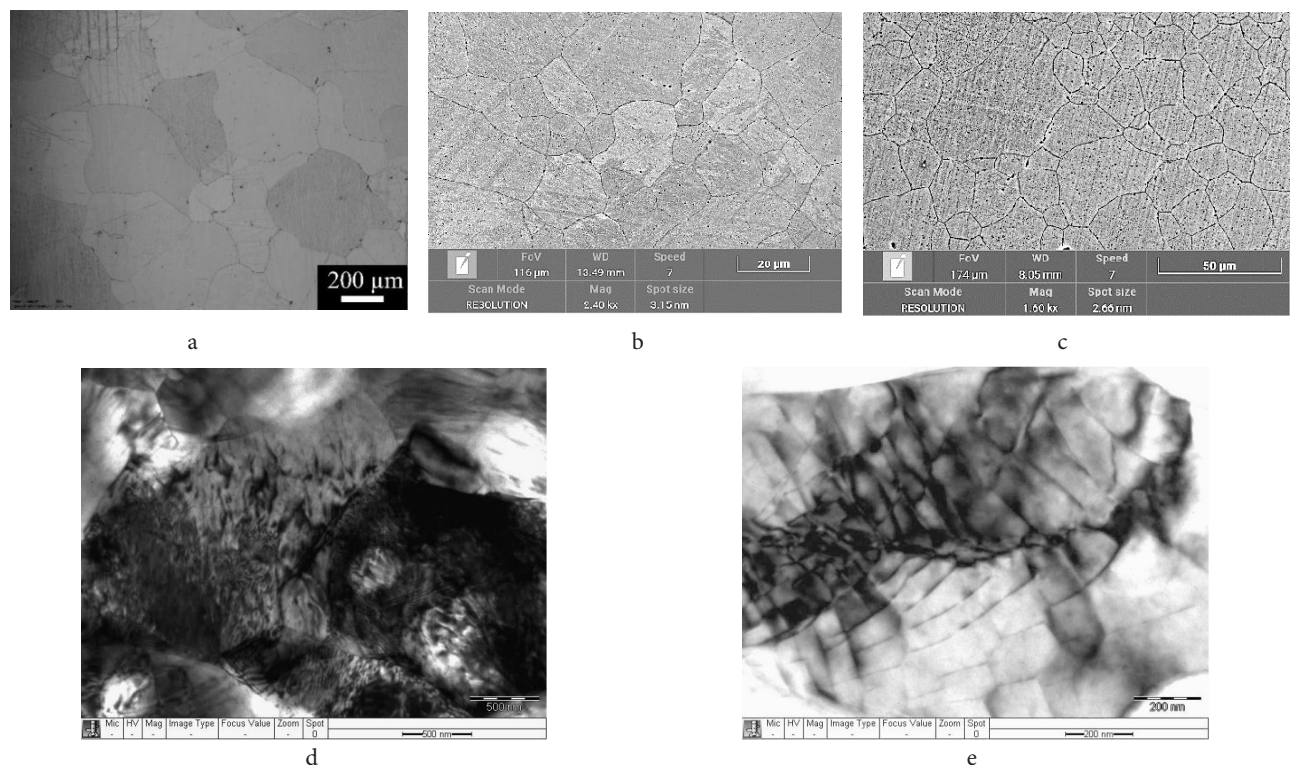 200 µm
FoV WD Speed
116 µm 13.49 mm 7
20 µm
Scan Mode Mag Spot size
RESOLUTION 2.40 kx 3.15 nm
FoV WD Speed
174 µm 8.05 mm 7
50 µm
Scan Mode Mag Spot size
RESOLUTION 1.60 kx 2.66 nm
a
b
c
500 nm
Mic HV Mag Image Type Focus Value Zoom Spot
- - - - - - 0
500 nm
200 nm
Mic HV Mag Image Type Focus Value Zoom Spot
- - - - - - 0
200 nm
d
e